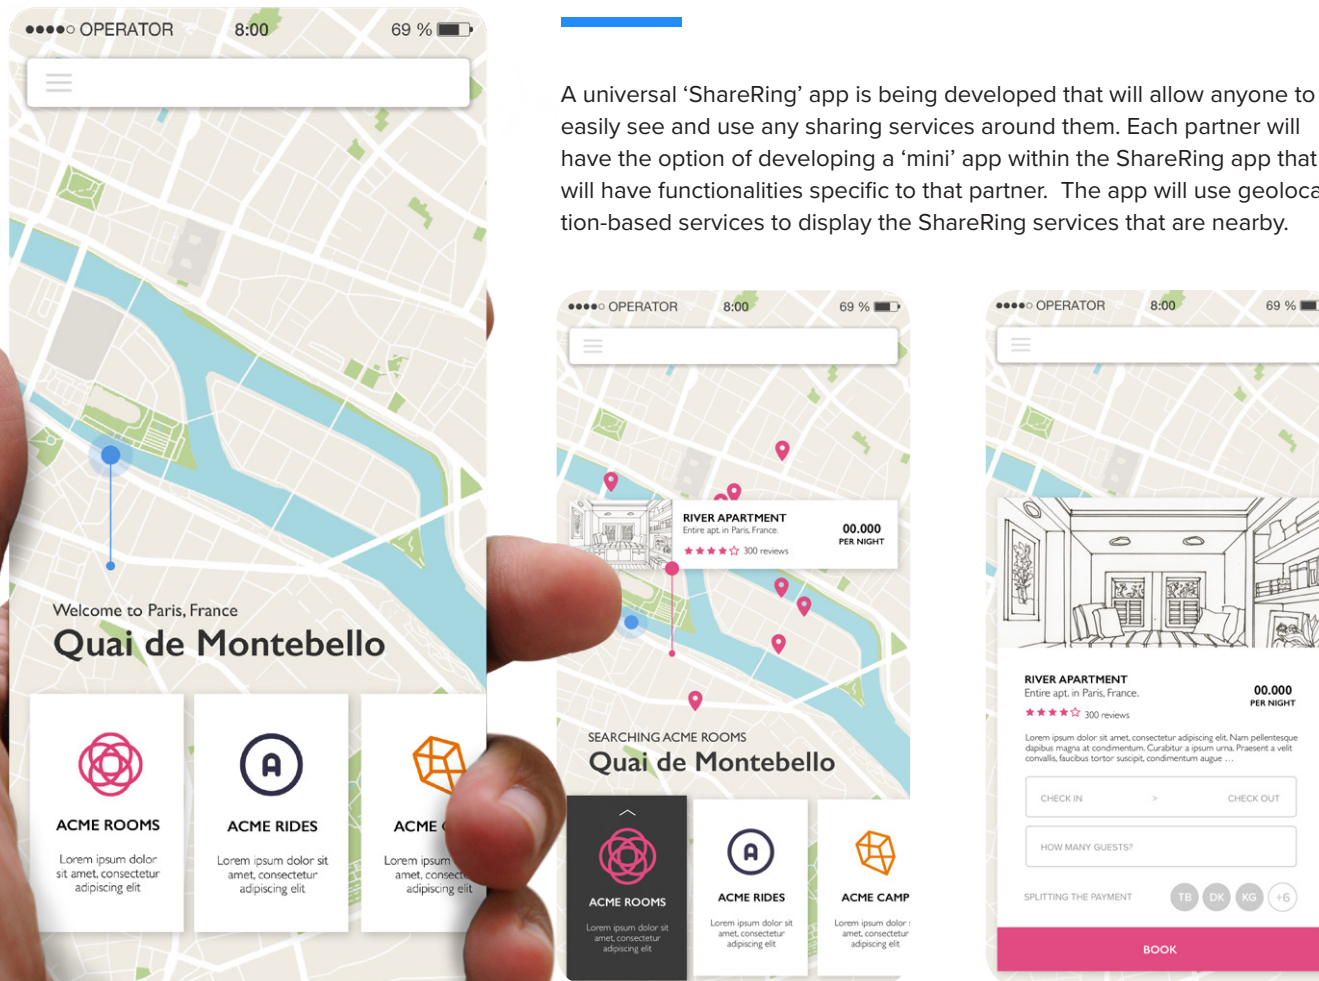 OPERATOR 8:00 69 %
Welcome to Paris, France
Quai de Montebello
ACME ROOMS
Lorem ipsum dolor
sit amet, consectetur
adipiscing elit
ACME RIDES
Lorem ipsum dolor sit
amet, consectetur
adipiscing elit
ACME
Lorem ipsum
amet, consecte
adipiscing elit
A universal ‘ShareRing’ app is being developed that will allow anyone to
easily see and use any sharing services around them. Each partner will
have the option of developing a ‘mini’ app within the ShareRing app that
will have functionalities specific to that partner. The app will use geoloca
tion-based services to display the ShareRing services that are nearby.
OPERATOR 8:00 69 %
RIVER APARTMENT
Entire apt. in Paris, France.
300 reviews
00.000
PER NIGHT
SEARCHING ACME ROOMS
Quai de Montebello
ACME ROOMS
Lorem ipsum dolor sit
amet, consectetur
adipiscing elit
ACME RIDES
Lorem ipsum dolor sit
amet, consectetur
adipiscing elit
ACME CAMP
Lorem ipsum dolor
amet, consectetur
adipiscing elit
OPERATOR 8:00 69 %
RIVER APARTMENT
Entire apt. in Paris, France.
300 reviews
00.000
PER NIGHT
Lorem ipsum dolor sit amet, consectetur adipiscing elit. Nam pellentesque
dapibus magna at condimentum. Curabitur a ipsum urna. Praesent a velit
convallis, faucibus tortor suscipit, condimentum augue ...
CHECK IN > CHECK OUT
HOW MANY GUESTS?
SPLITTING THE PAYMENT TB DK KG +6
BOOK